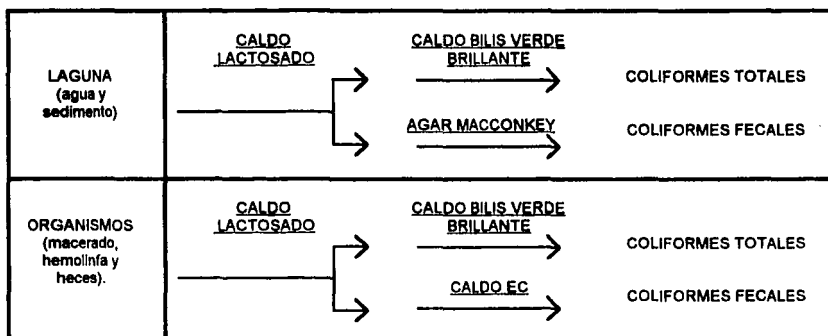 LAGUNA
(agua y
sedimento)
CALDO
LACTOSADO
CALDO BILIS VERDE
BRILLANTE
COLIFORMES TOTALES
AGAR MACCONKEY
COLIFORMES FECALES
ORGANISMOS
(macerado,
hemolinfa y
heces).
CALDO
LACTOSADO
CALDO BILIS VERDE
BRILLANTE
COLIFORMES TOTALES
CALDO EC
COLIFORMES FECALES